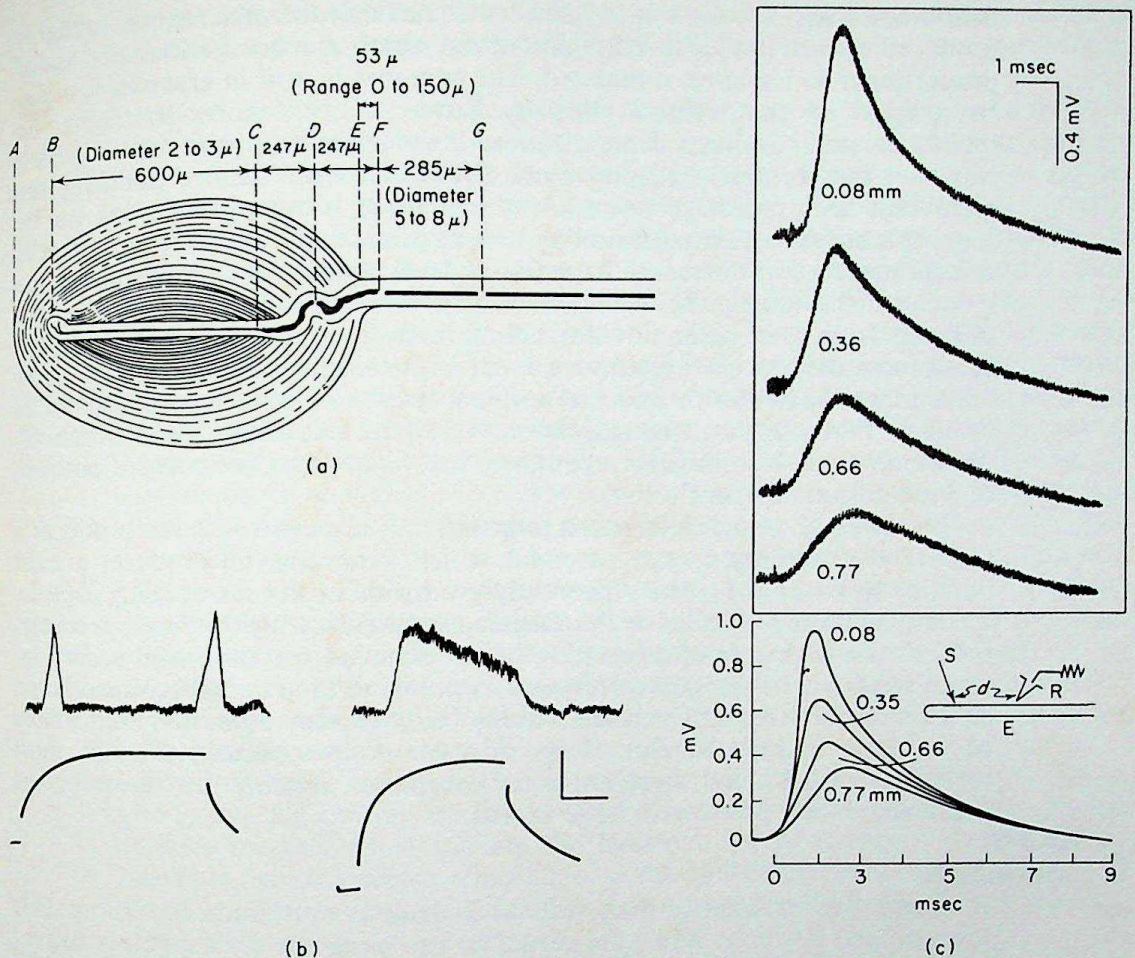 53 μ
(Range 0 to 150μ)
A B C D E F G
(Diameter 2 to 3μ) 247μ 247μ
600μ 285μ
(Diameter
5 to 8μ)
(a)
(b)
1 msec
0.4 mV
0.08 mm
0.36
0.66
0.77
1.0
0.8
0.6
0.4
0.2
0
mV
0.08
0.35
0.66
0.77 mm
S
d
R
E
0 3 5 7 9
msec
(c)